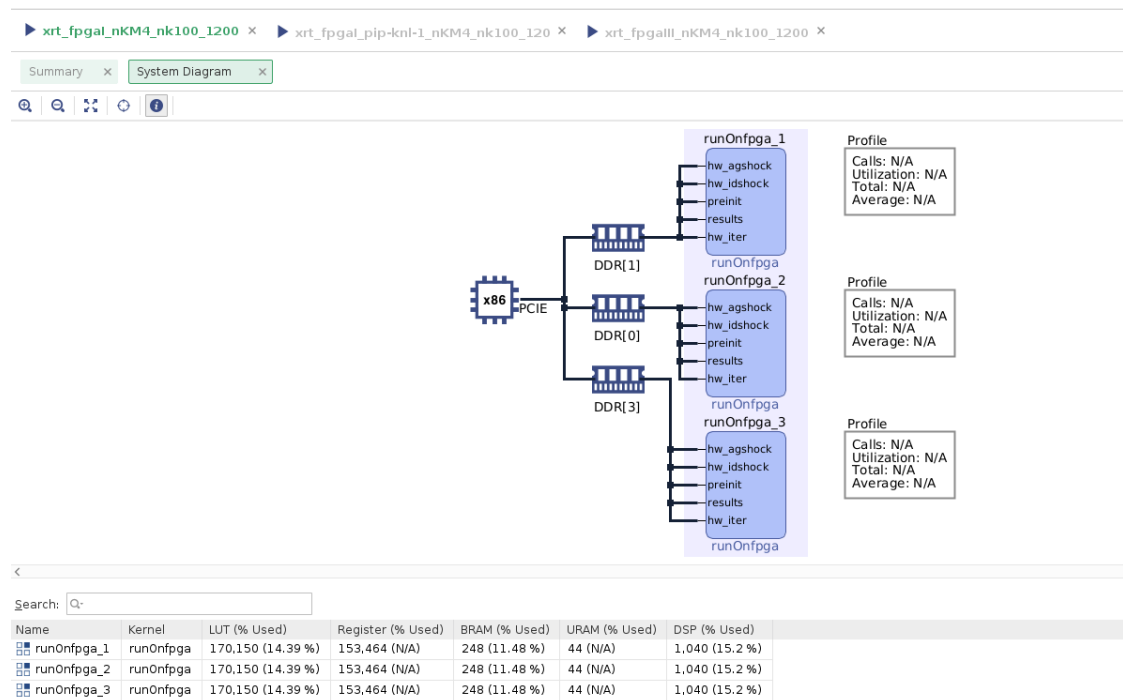 xrt_fpgaI_nKM4_nk100_1200 × xrt_fpgaI_pip-knl-1_nKM4_nk100_120 × xrt_fpgaIII_nKM4_nk100_1200 ×
Summary × System Diagram ×
runOnfpga_1
hw_agshock
hw_idshock
preinit
results
hw_iter
runOnfpga
Profile
Calls: N/A
Utilization: N/A
Total: N/A
Average: N/A
DDR[1]
x86
PCIE
DDR[0]
DDR[3]
runOnfpga_2
hw_agshock
hw_idshock
preinit
results
hw_iter
runOnfpga
Profile
Calls: N/A
Utilization: N/A
Total: N/A
Average: N/A
runOnfpga_3
hw_agshock
hw_idshock
preinit
results
hw_iter
runOnfpga
Profile
Calls: N/A
Utilization: N/A
Total: N/A
Average: N/A
Search:
Name Kernel LUT (% Used) Register (% Used) BRAM (% Used) URAM (% Used) DSP (% Used)
runOnfpga_1 runOnfpga 170,150 (14.39 %) 153,464 (N/A) 248 (11.48 %) 44 (N/A) 1,040 (15.2 %)
runOnfpga_2 runOnfpga 170,150 (14.39 %) 153,464 (N/A) 248 (11.48 %) 44 (N/A) 1,040 (15.2 %)
runOnfpga_3 runOnfpga 170,150 (14.39 %) 153,464 (N/A) 248 (11.48 %) 44 (N/A) 1,040 (15.2 %)